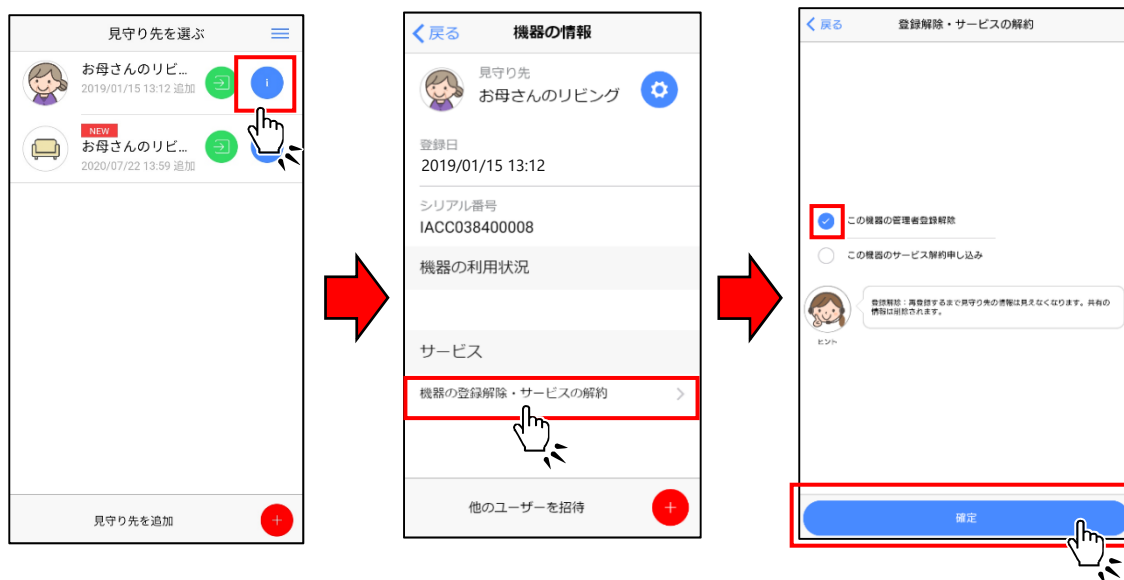 見守り先を選ぶ
お母さんのリビ...
2019/01/15 13:12 追加
i
NEW
お母さんのリビ...
2020/07/22 13:59 追加
見守り先を追加
戻る
機器の情報
見守り先
お母さんのリビング
登録日
2019/01/15 13:12
シリアル番号
IACC038400008
機器の利用状況
サービス
機器の登録解除・サービスの解約
他のユーザーを招待
戻る
登録解除・サービスの解約
この機器の管理者登録解除
この機器のサービス解約申し込み
登録解除：再登録するまで見守り先の情報は見えなくなります。共有の
情報は削除されます。
ヒント
確定